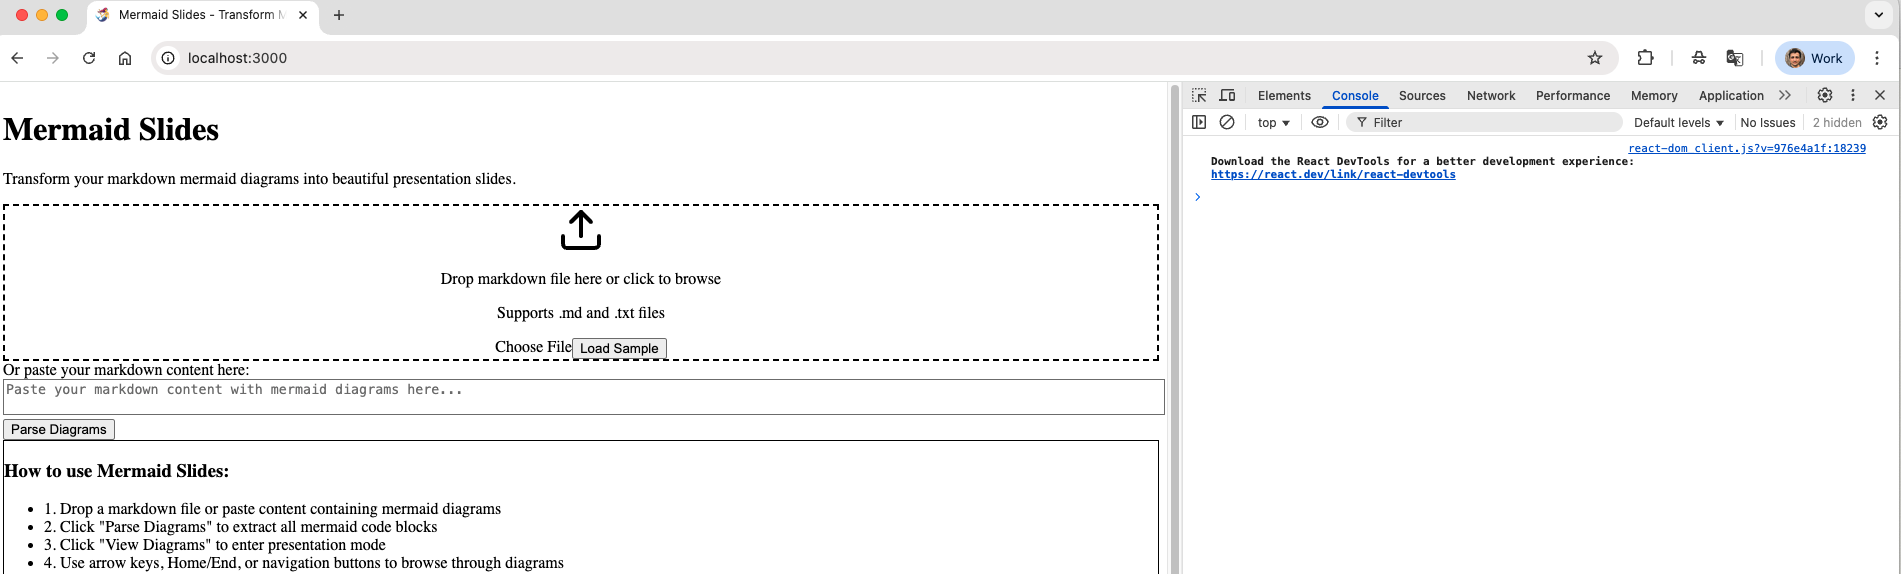 Mermaid Slides - Transform M
localhost:3000
Work
Mermaid Slides
Transform your markdown mermaid diagrams into beautiful presentation slides.
Drop markdown file here or click to browse
Supports .md and .txt files
Choose File Load Sample
Or paste your markdown content here:
Paste your markdown content with mermaid diagrams here...
Parse Diagrams
How to use Mermaid Slides:
• 1. Drop a markdown file or paste content containing mermaid diagrams
• 2. Click "Parse Diagrams" to extract all mermaid code blocks
• 3. Click "View Diagrams" to enter presentation mode
• 4. Use arrow keys, Home/End, or navigation buttons to browse through diagrams
Elements Console Sources Network Performance Memory Application
top Filter Default levels No Issues 2 hidden
react-dom_client.js?v=976e4a1f:18239
Download the React DevTools for a better development experience:
https://react.dev/link/react-devtools